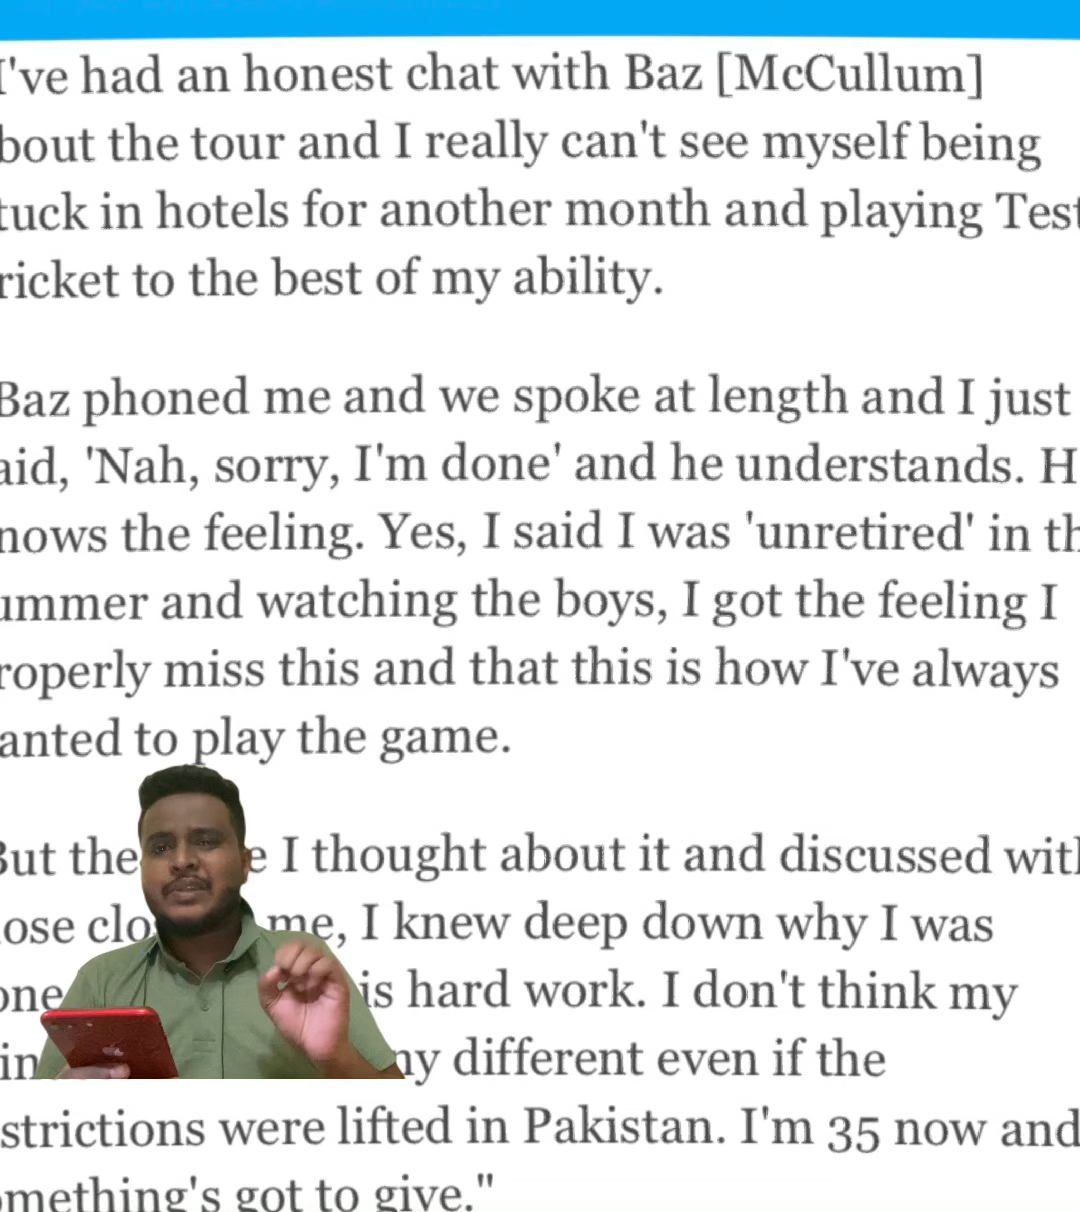 I've had an honest chat with Baz [McCullum]
bout the tour and I really can't see myself being
tuck in hotels for another month and playing Test
ricket to the best of my ability.
Baz phoned me and we spoke at length and I just
aid, 'Nah, sorry, I'm done' and he understands. H
nows the feeling. Yes, I said I was 'unretired' in th
ummer and watching the boys, I got the feeling I
roperly miss this and that this is how I've always
anted to play the game.
But the e I thought about it and discussed with
ose clo me, I knew deep down why I was
one is hard work. I don't think my
in ny different even if the
strictions were lifted in Pakistan. I'm 35 now and
omething's got to give."